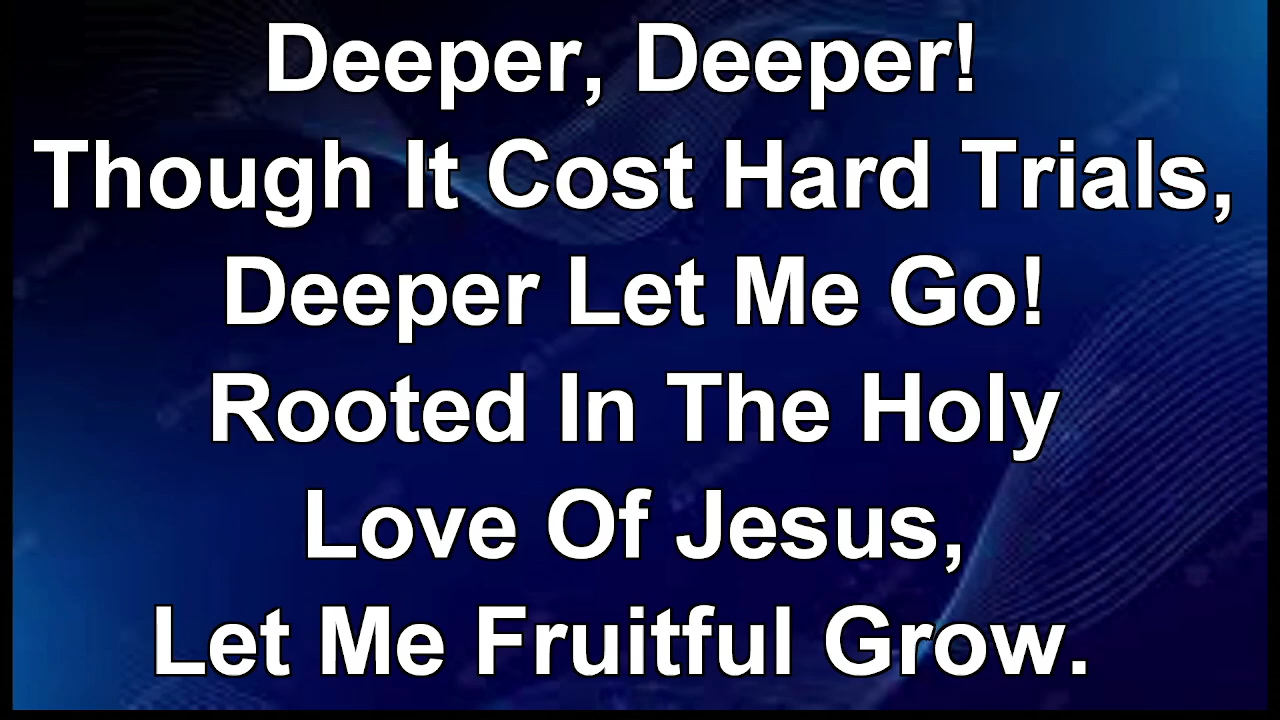 Deeper, Deeper!
Though It Cost Hard Trials,
Deeper Let Me Go!
Rooted In The Holy
Love Of Jesus,
Let Me Fruitful Grow.